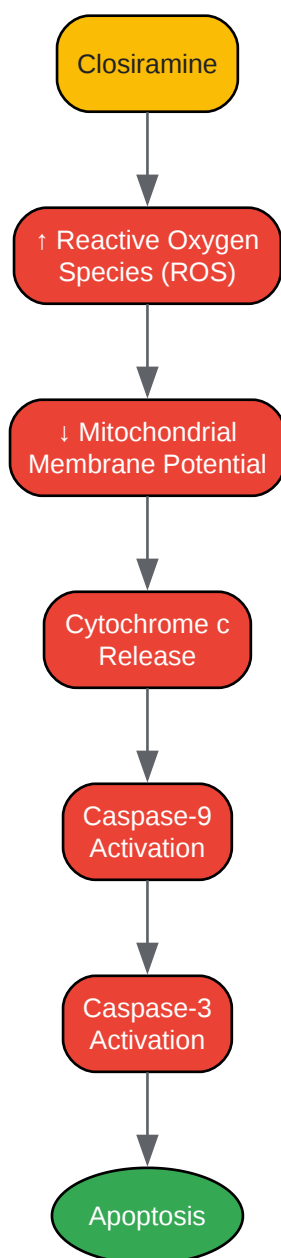 Closiramine
↑ Reactive Oxygen
Species (ROS)
↓ Mitochondrial
Membrane Potential
Cytochrome c
Release
Caspase-9
Activation
Caspase-3
Activation
Apoptosis